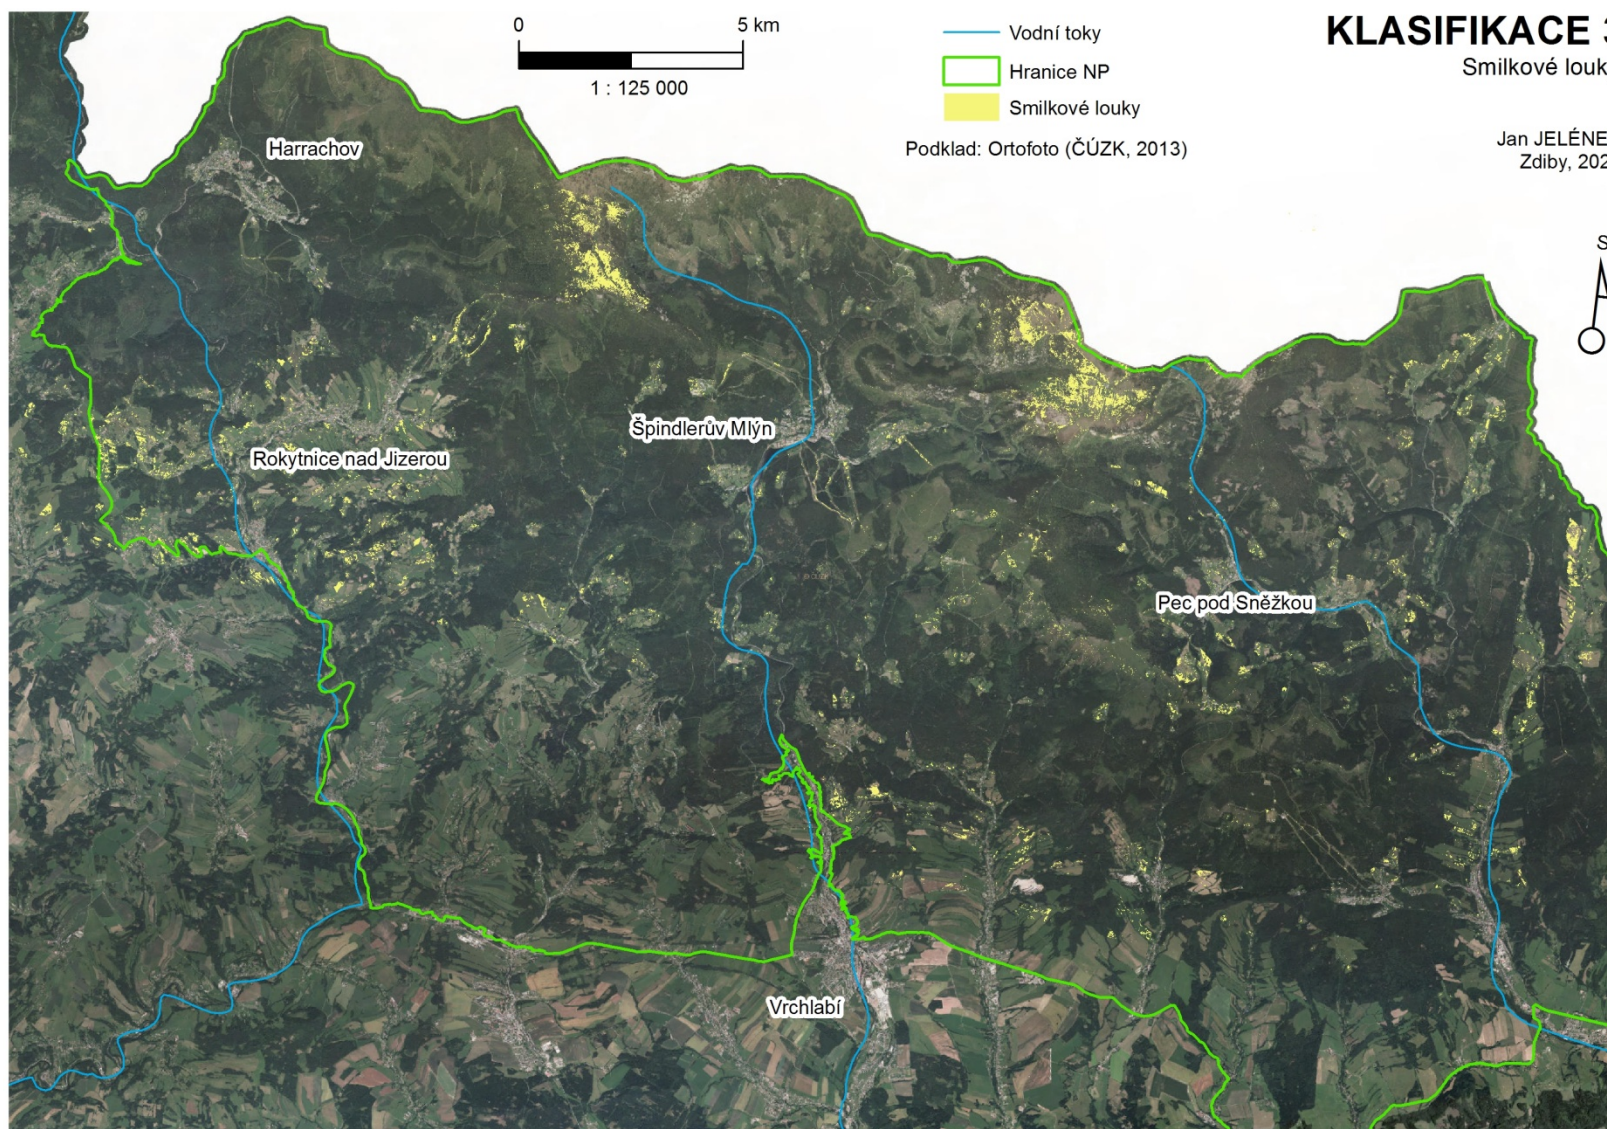 0 5 km
1 : 125 000
Vodní toky
Hranice NP
Smilkové louky
Podklad: Ortofoto (ČÚZK, 2013)
KLASIFIKACE 3
Smilkové louk
Jan JELÉNE
Zdiby, 202
S
Harrachov
Špindlerův Mlýn
Rokytnice nad Jizerou
Pec pod Sněžkou
Vrchlabí